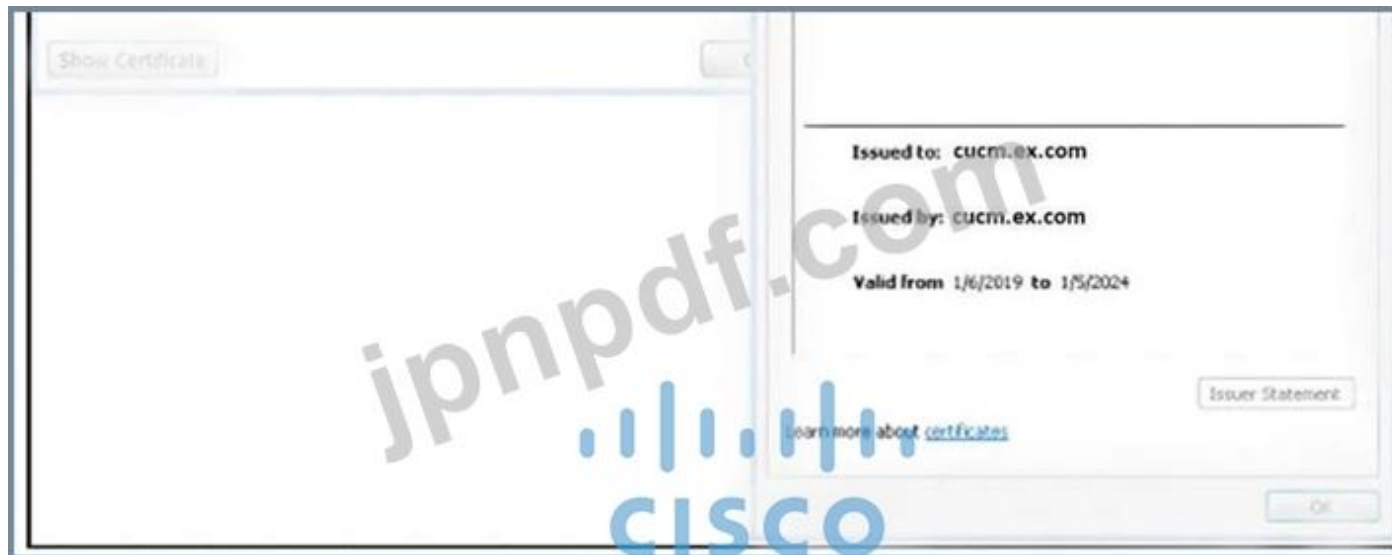 Show Certificate
Issued to: cucm.ex.com
Issued by: cucm.ex.com
Valid from 1/6/2019 to 1/5/2024
jpnpdf.com
Issuer Statement
Learn more about certificates
OK
CISCO